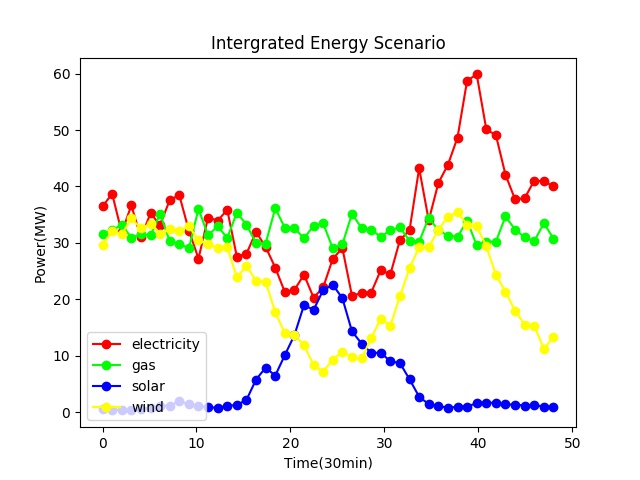 Intergrated Energy Scenario
Power(MW)
60
50
40
30
20
10
0
electricity
gas
solar
wind
0 10 20 30 40 50
Time(30min)